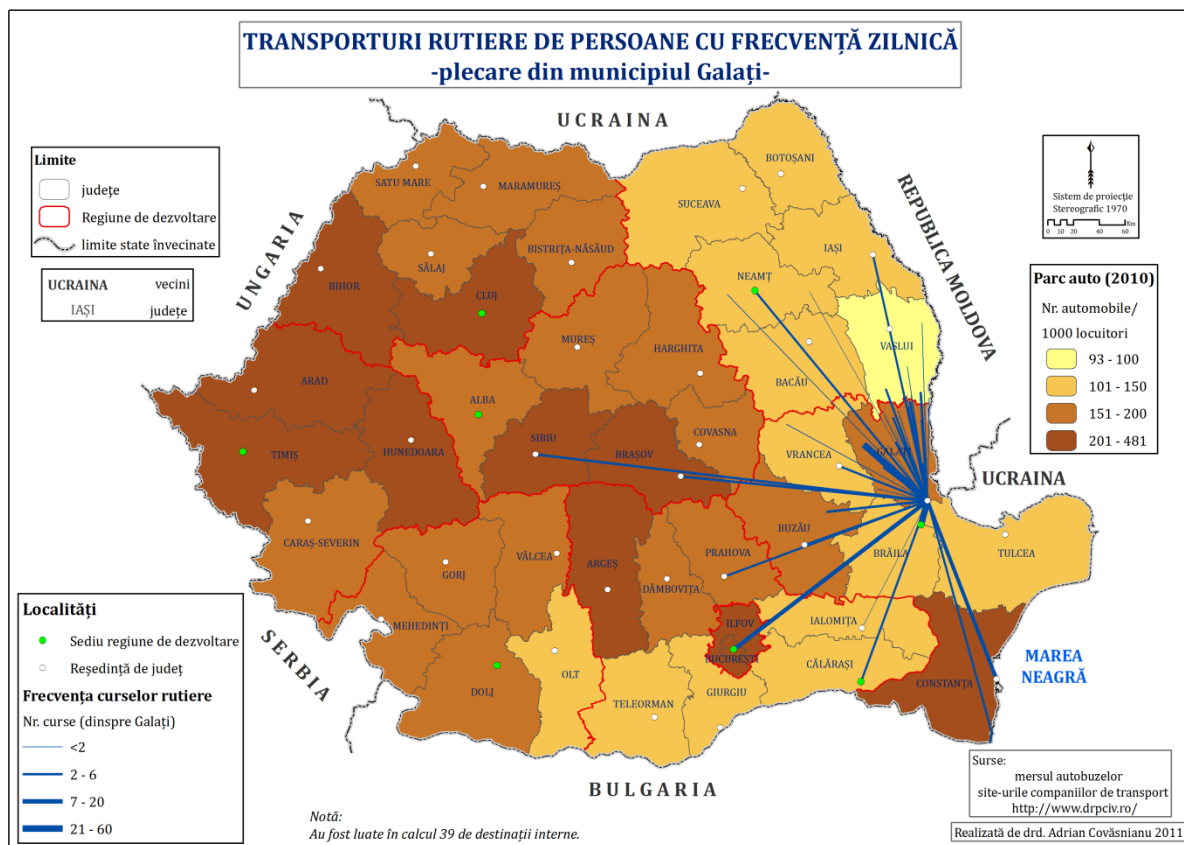 TRANSPORTURI RUTIERE DE PERSOANE CU FRECVENȚĂ ZILNICĂ
-plecare din municipiul Galați-
Limite
județe
Regiune de dezvoltare
limite state învecinate
UCRAINA vecini
IAȘI județe
UCRAINA
UNGARIA
REPUBLICA MOLDOVA
UCRAINA
SERBIA
BULGARIA
MAREA
NEAGRĂ
Sistem de proiecție
Stereografic 1970
0 10 20 40 60 Km
Parc auto (2010)
Nr. automobile/
1000 locuitori
93 - 100
101 - 150
151 - 200
201 - 481
BOTOȘANI
SATU MARE
MARAMUREȘ
SUCEAVA
BISTRIȚA-NĂSĂUD
IAȘI
SĂLAJ
NEAMȚ
BIHOR
CLUJ
MUREȘ
HARGHITA
VASLUI
BACĂU
ARAD
ALBA
SIBIU
BRAȘOV
COVASNA
VRANCEA
GALAȚI
TIMIȘ
HUNEDOARA
CARAȘ-SEVERIN
GORJ
VÂLCEA
ARGEȘ
DÂMBOVIȚA
PRAHOVA
BUZĂU
BRĂILA
TULCEA
MEHEDINȚI
ILFOV
IALOMIȚA
BUCUREȘTI
CĂLĂRAȘI
CONSTANȚA
DOLJ
OLT
TELEORMAN
GIURGIU
Localități
Sediu regiune de dezvoltare
Reședință de județ
Frecvența curselor rutiere
Nr. curse (dinspre Galați)
<2
2 - 6
7 - 20
21 - 60
Notă:
Au fost luate în calcul 39 de destinații interne.
Surse:
mersul autobuzelor
site-urile companiilor de transport
http://www.drpciv.ro/
Realizată de drd. Adrian Covăsnianu 2011